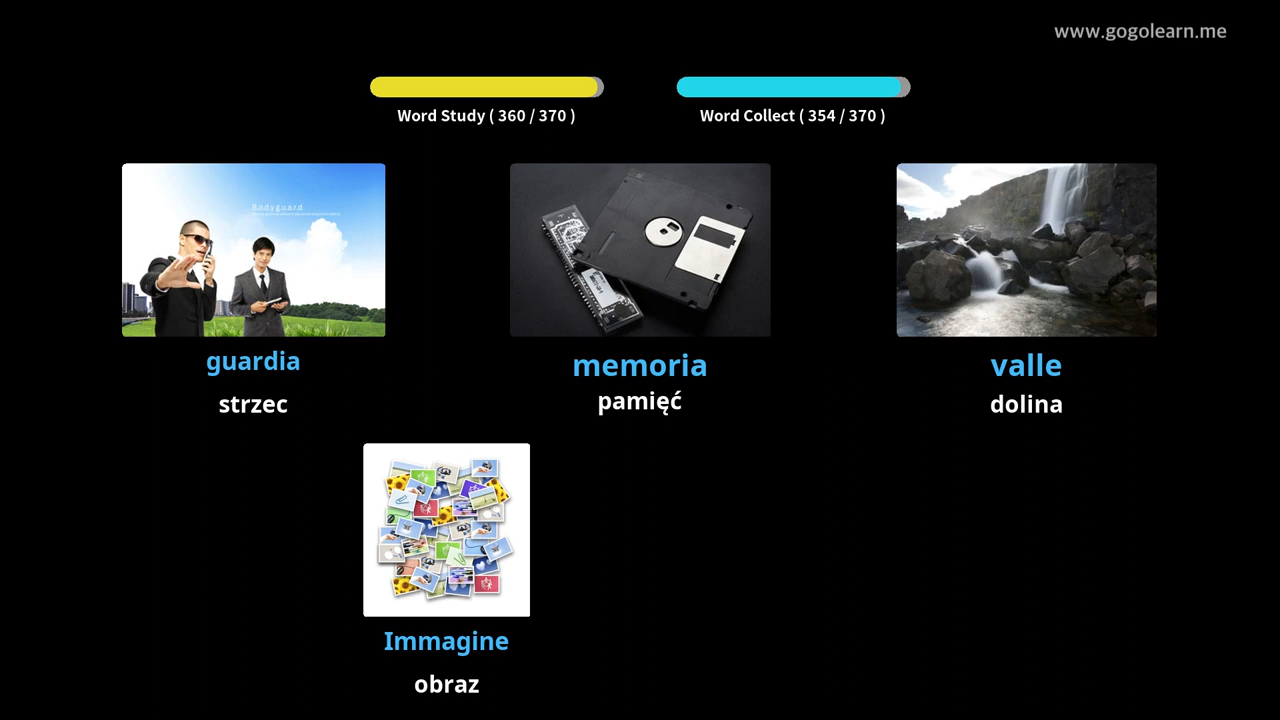 www.gogolearn.me
Word Study ( 360 / 370 )
Word Collect ( 354 / 370 )
Bodyguard
guardia
memoria
valle
strzec
pamięć
dolina
Immagine
obraz